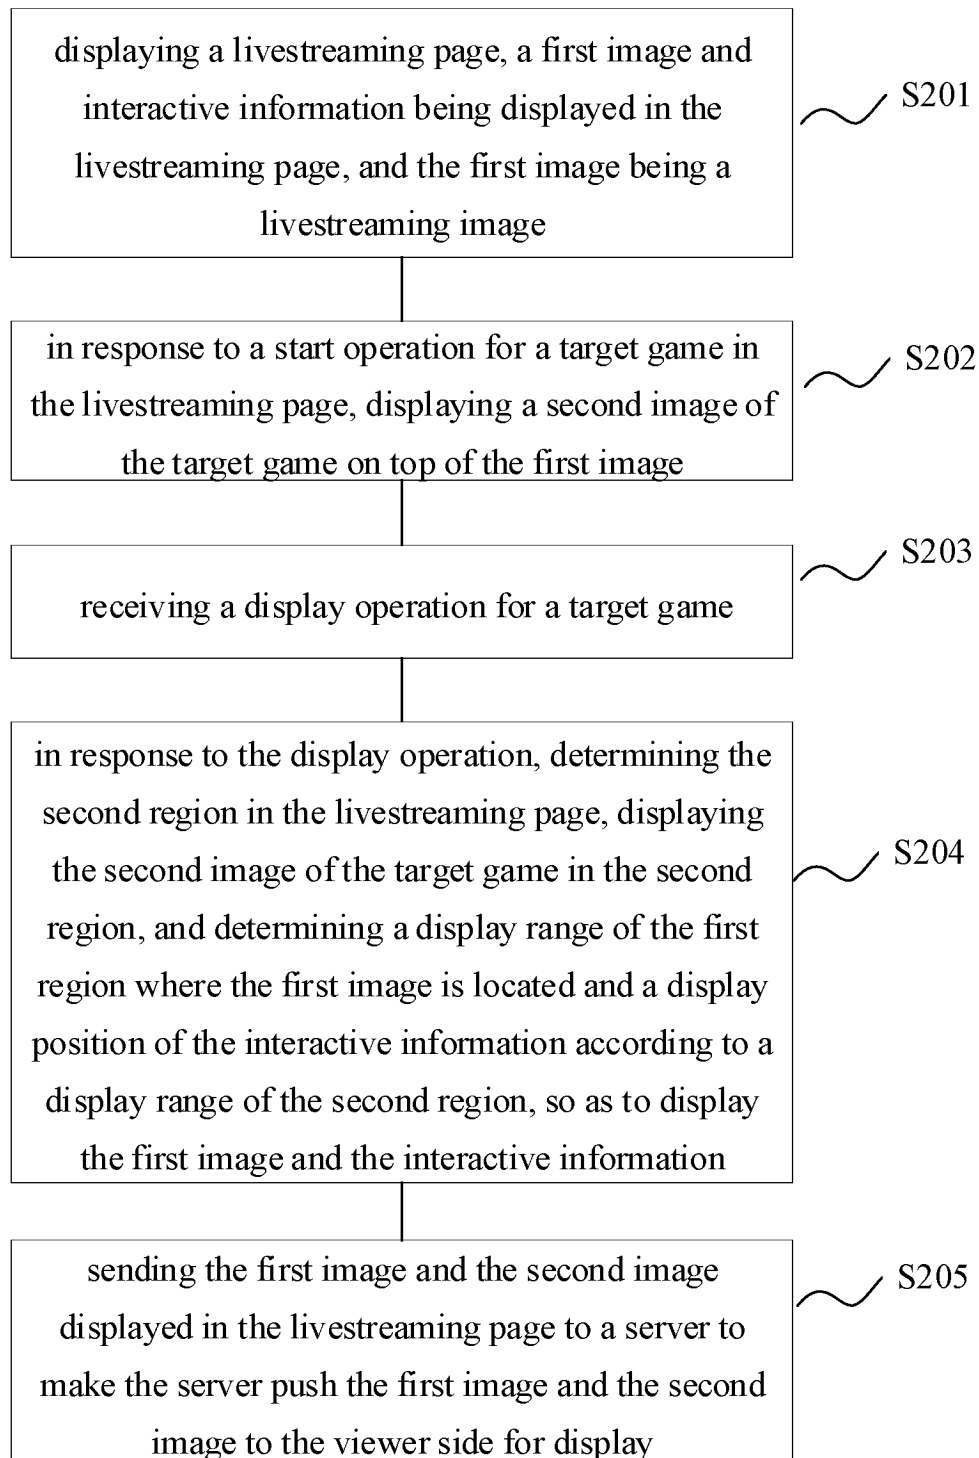 displaying a livestreaming page, a first image and
interactive information being displayed in the
livestreaming page, and the first image being a
livestreaming image
S201
in response to a start operation for a target game in
the livestreaming page, displaying a second image of
the target game on top of the first image
S202
receiving a display operation for a target game
S203
in response to the display operation, determining the
second region in the livestreaming page, displaying
the second image of the target game in the second
region, and determining a display range of the first
region where the first image is located and a display
position of the interactive information according to a
display range of the second region, so as to display
the first image and the interactive information
S204
sending the first image and the second image
displayed in the livestreaming page to a server to
make the server push the first image and the second
image to the viewer side for display
S205